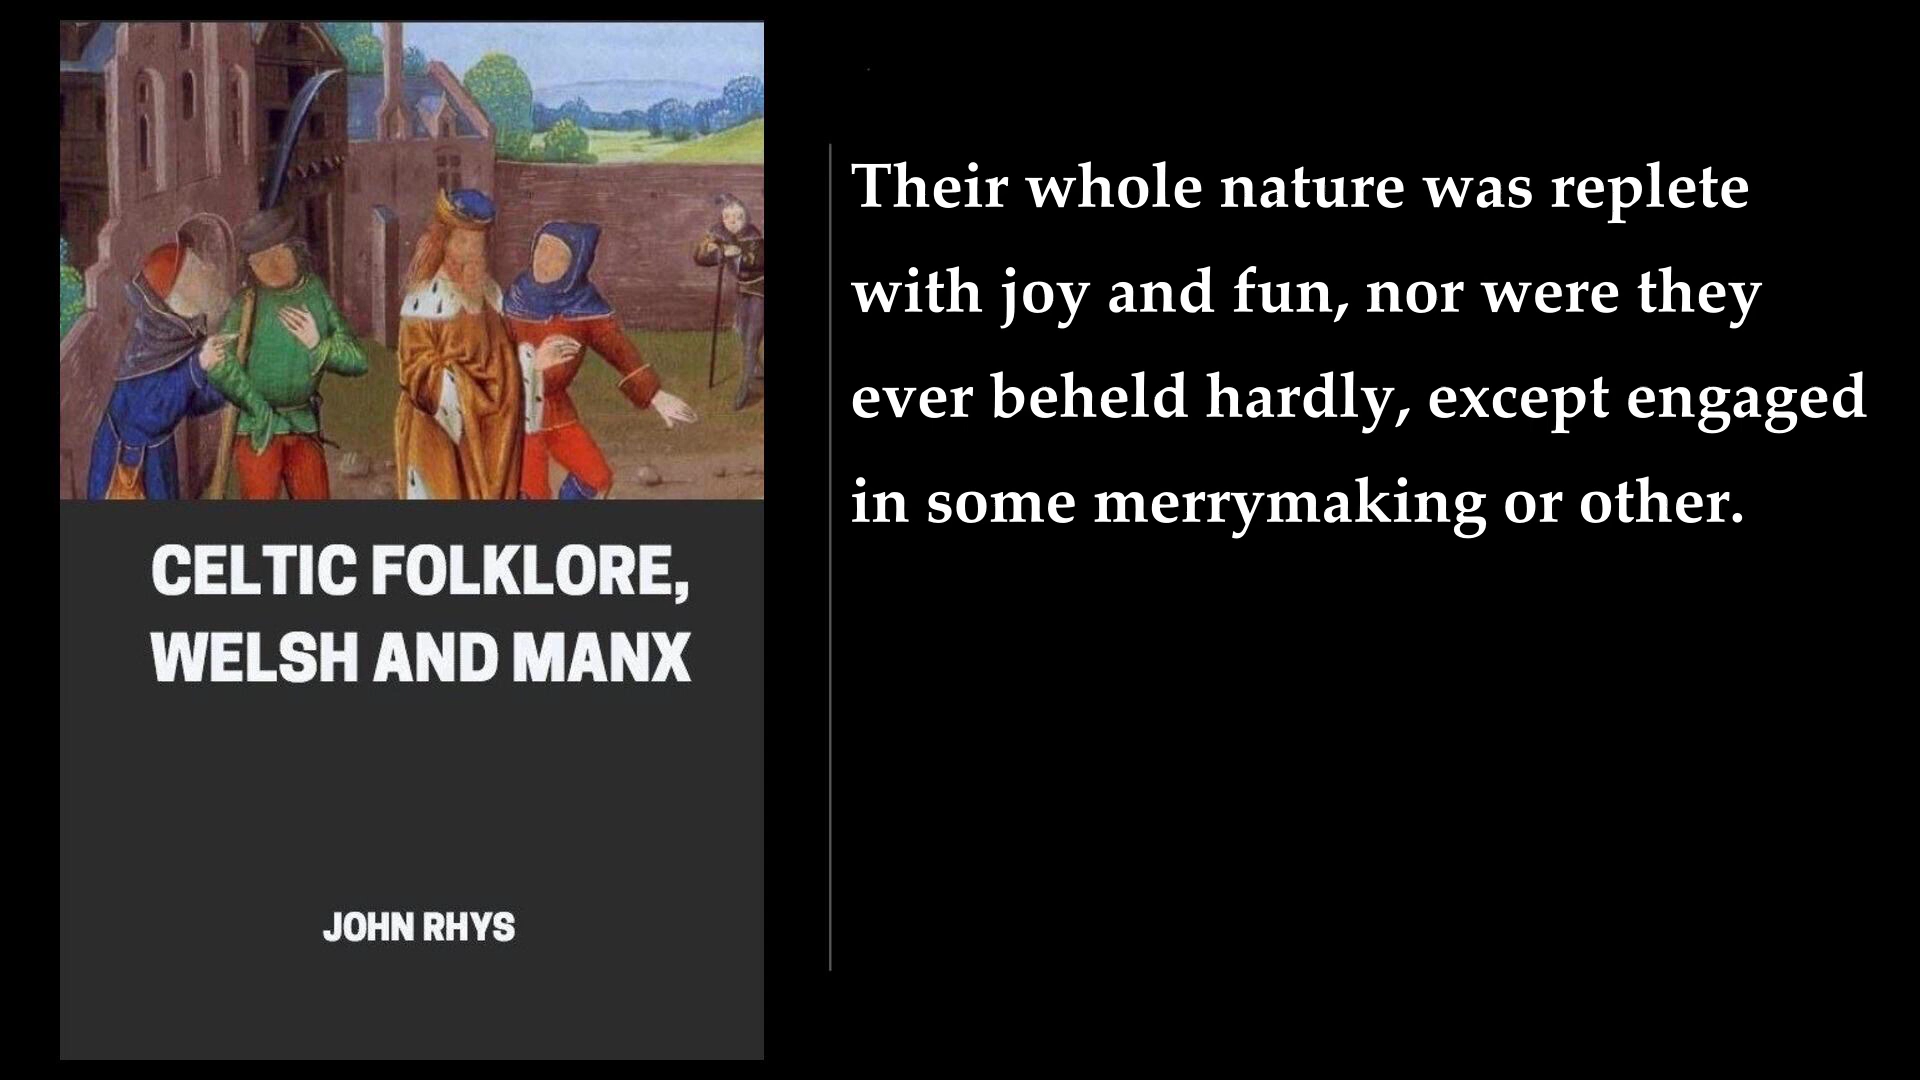 CELTIC FOLKLORE,
WELSH AND MANX
JOHN RHYS
Their whole nature was replete
with joy and fun, nor were they
ever beheld hardly, except engaged
in some merrymaking or other.